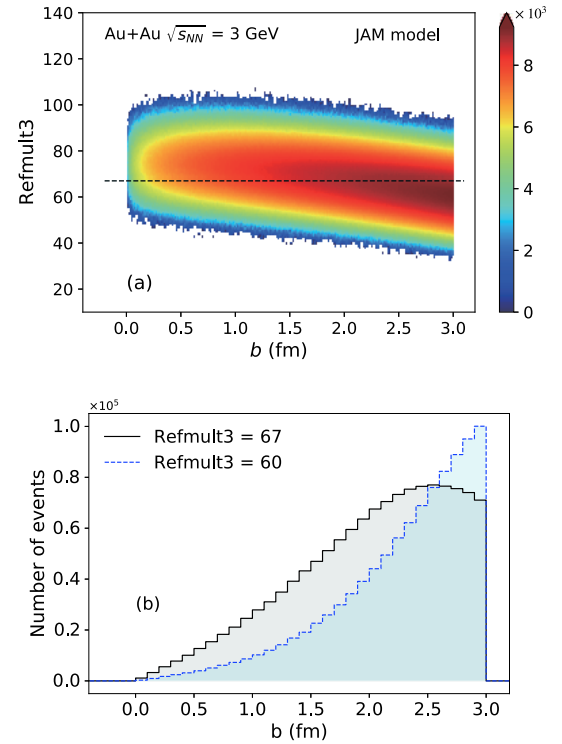 × 10³
Au+Au √sNN = 3 GeV JAM model
140
120
100
80
60
40
20
Refmult3
(a)
0.0 0.5 1.0 1.5 2.0 2.5 3.0
b (fm)
8
6
4
2
0
×10⁵
Refmult3 = 67
Refmult3 = 60
1.0
0.8
0.6
0.4
0.2
0.0
Number of events
(b)
0.0 0.5 1.0 1.5 2.0 2.5 3.0
b (fm)